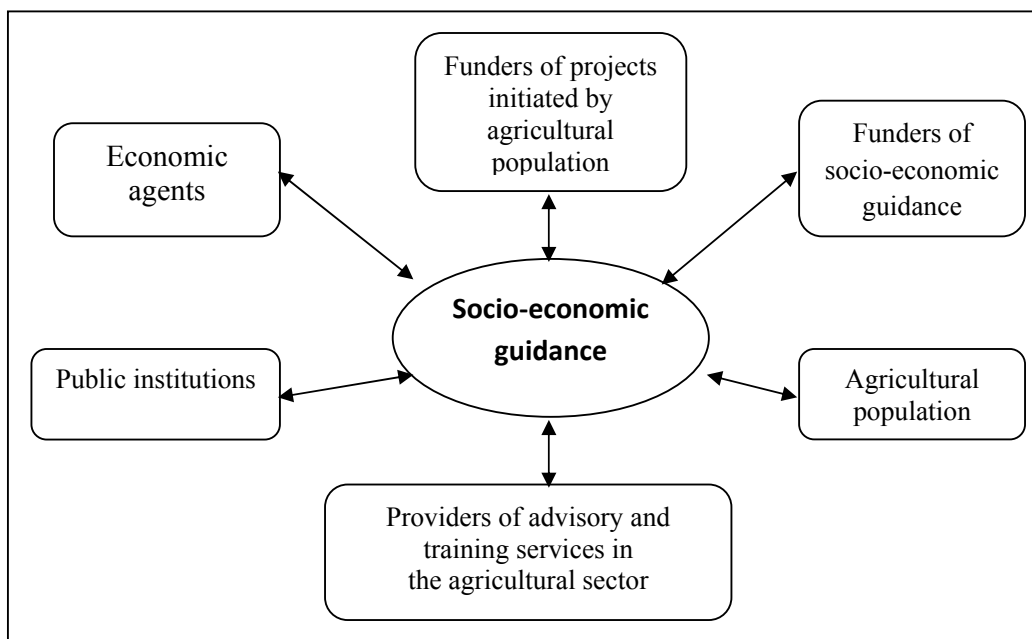 Funders of projects
initiated by
agricultural
population
Economic
agents
Funders of
socio-economic
guidance
Socio-economic
guidance
Public institutions
Agricultural
population
Providers of advisory and
training services in
the agricultural sector